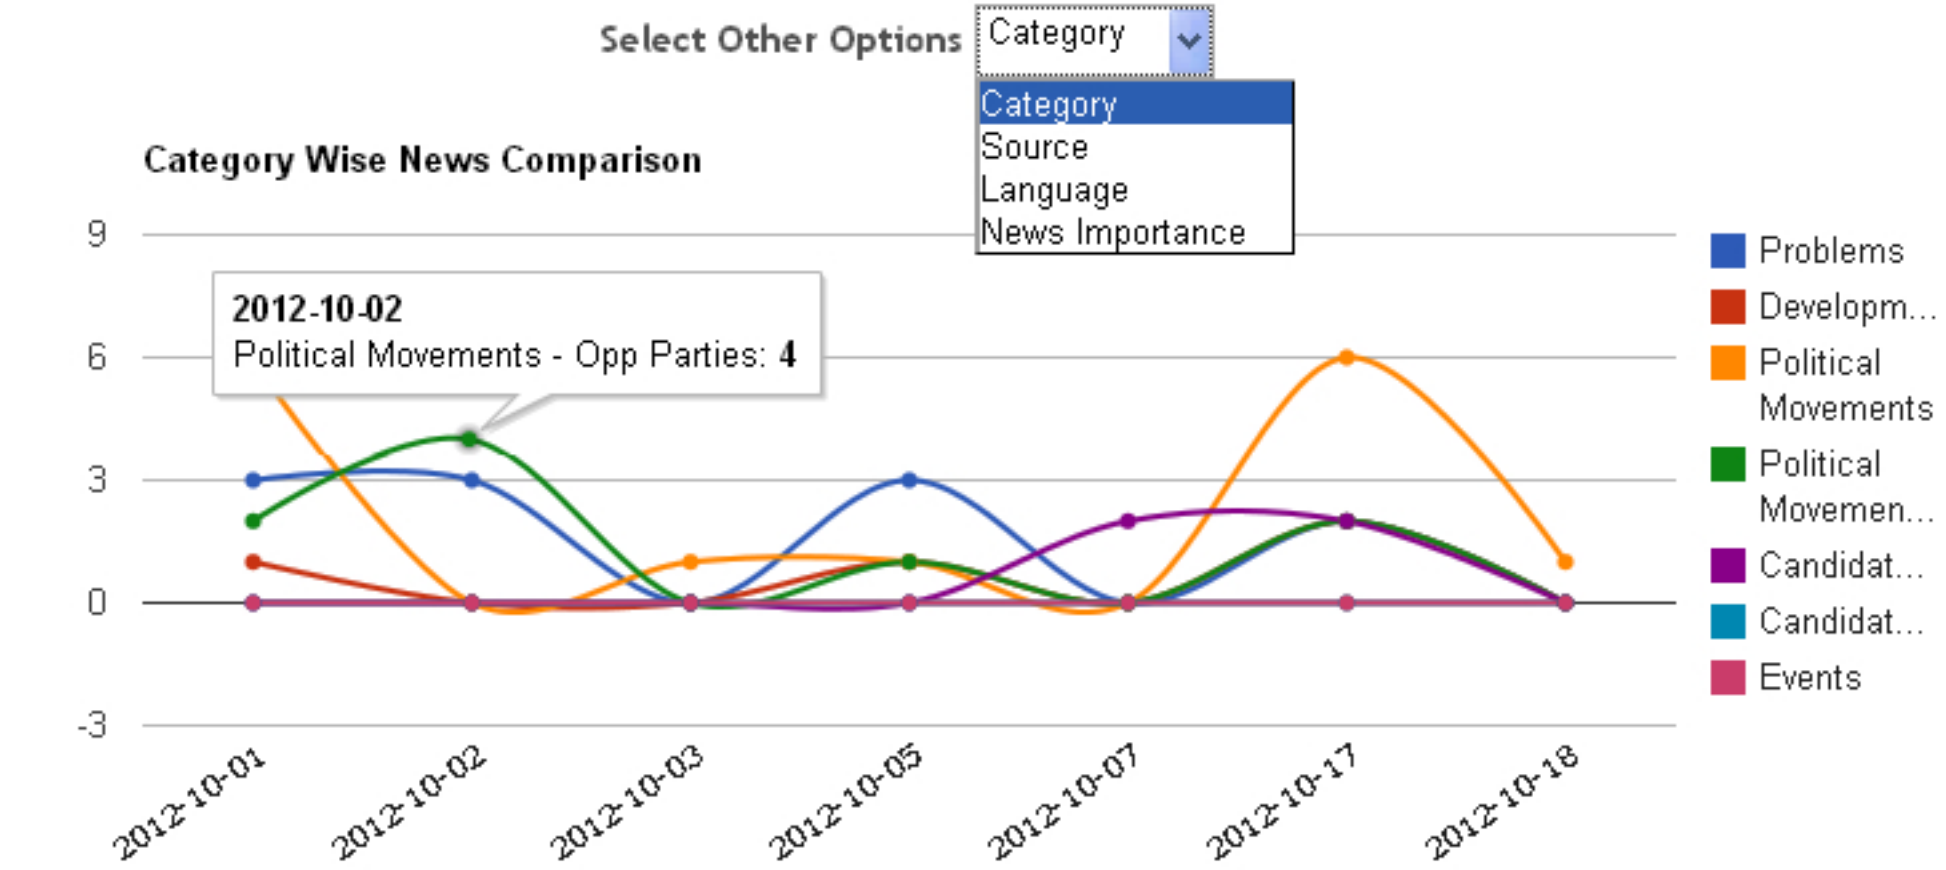 Select Other Options
Category
Category
Source
Language
News Importance
Category Wise News Comparison
9
6
3
0
-3
2012-10-02
Political Movements - Opp Parties: 4
Problems
Developm...
Political
Movements
Political
Movemen...
Candidat...
Candidat...
Events
2012-10-01
2012-10-02
2012-10-03
2012-10-05
2012-10-07
2012-10-17
2012-10-18